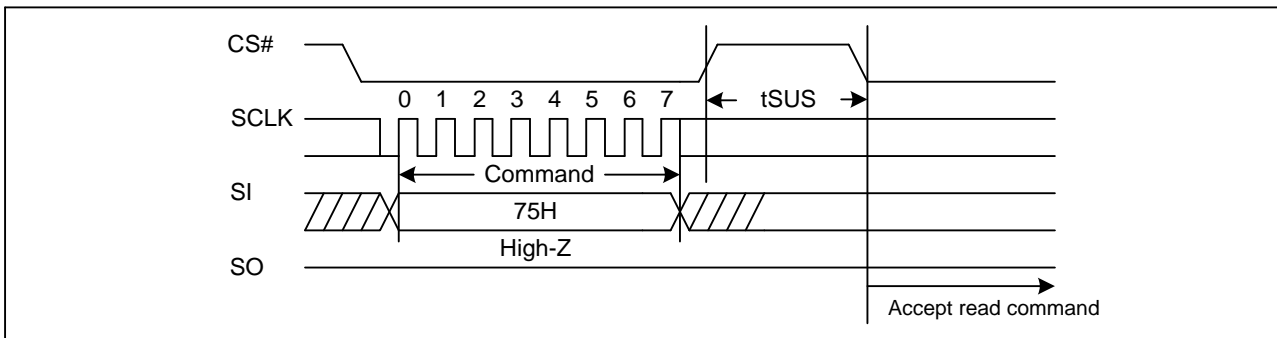 CS#
tSUS
0 1 2 3 4 5 6 7
SCLK
Command
SI
75H
High-Z
SO
Accept read command